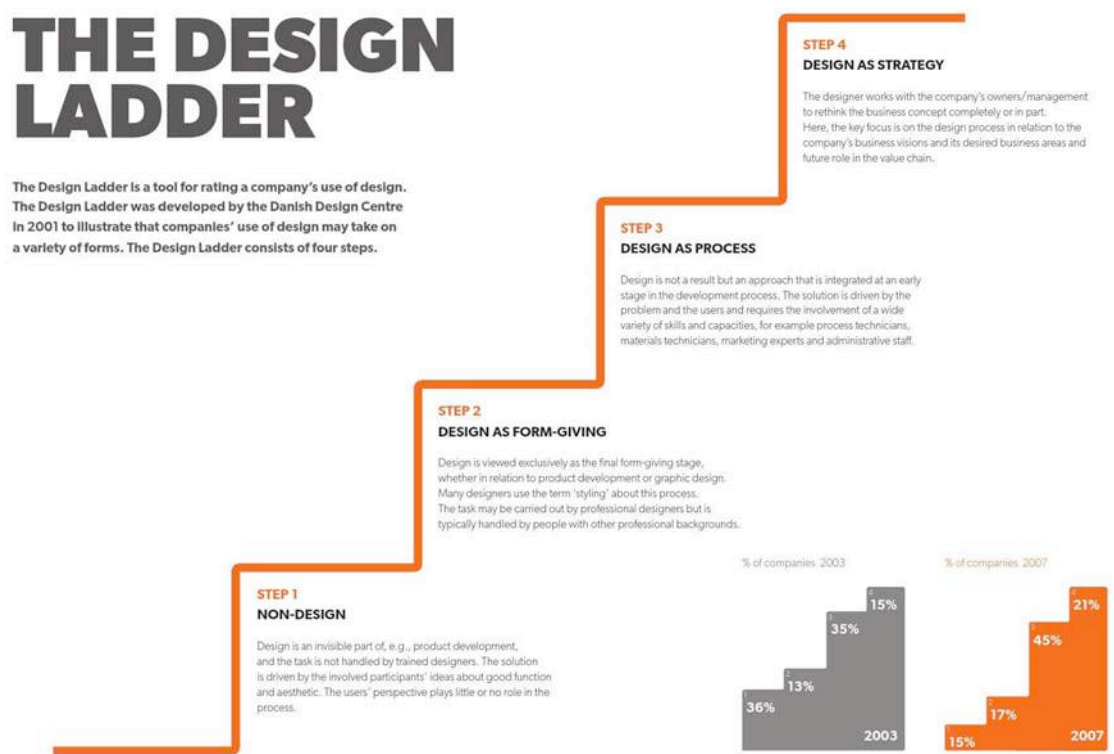 THE DESIGN
LADDER
The Design Ladder is a tool for rating a company's use of design.
The Design Ladder was developed by the Danish Design Centre
in 2001 to illustrate that companies' use of design may take on
a variety of forms. The Design Ladder consists of four steps.
STEP 4
DESIGN AS STRATEGY
The designer works with the company's owners/management
to rethink the business concept completely or in part.
Here, the key focus is on the design process in relation to the
company's business visions and its desired business areas and
future role in the value chain.
STEP 3
DESIGN AS PROCESS
Design is not a result but an approach that is integrated at an early
stage in the development process. The solution is driven by the
problem and the users and requires the involvement of a wide
variety of skills and capacities, for example process technicians,
materials technicians, marketing experts and administrative staff.
STEP 2
DESIGN AS FORM-GIVING
Design is viewed exclusively as the final form-giving stage,
whether in relation to product development or graphic design.
Many designers use the term 'styling' about this process.
The task may be carried out by professional designers but is
typically handled by people with other professional backgrounds.
STEP 1
NON-DESIGN
Design is an invisible part of, e.g., product development,
and the task is not handled by trained designers. The solution
is driven by the involved participants' ideas about good function
and aesthetic. The users' perspective plays little or no role in the
process.
% of companies 2003
4
15%
3
35%
2
13%
1
36%
2003
% of companies 2007
4
21%
3
45%
2
17%
1
15%
2007